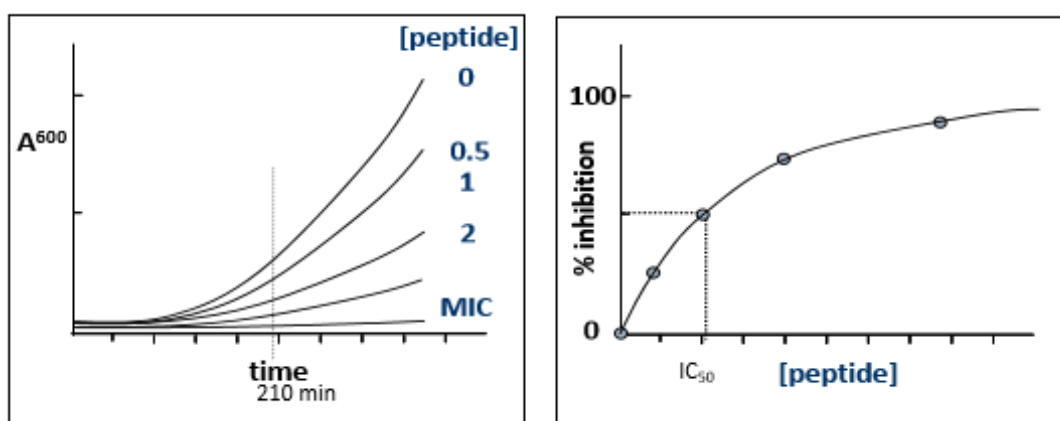 [peptide]
0
A⁶⁰⁰
0.5
1
2
MIC
time
210 min
100
% inhibition
0
IC₅₀
[peptide]